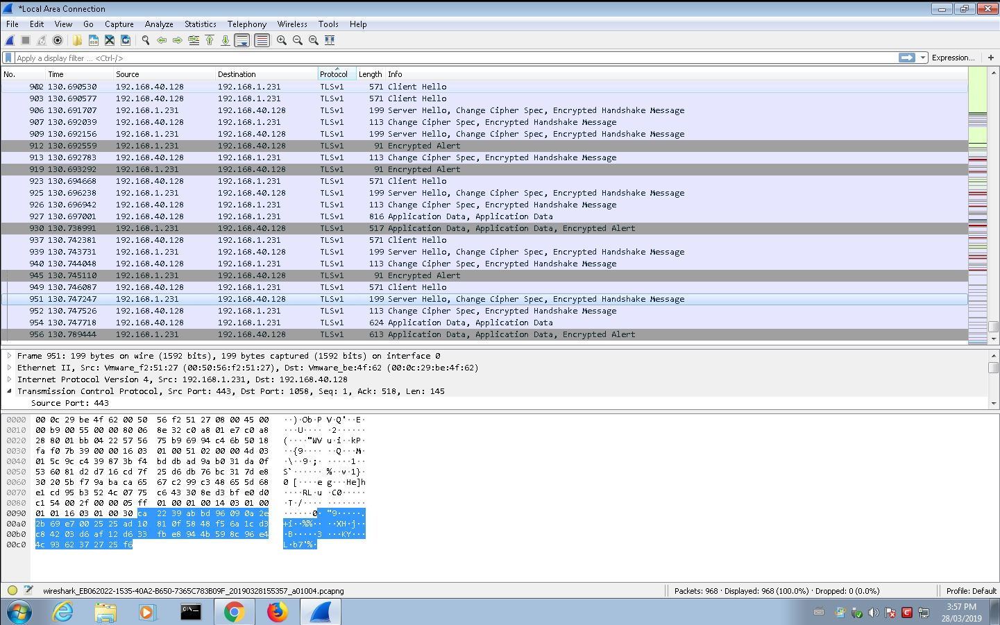 *Local Area Connection
File Edit View Go Capture Analyze Statistics Telephony Wireless Tools Help
Apply a display filter ... <Ctrl-/> Expression... +
No. Time Source Destination Protocol Length Info
902 130.690530 192.168.40.128 192.168.1.231 TLSv1 571 Client Hello
903 130.690577 192.168.40.128 192.168.1.231 TLSv1 571 Client Hello
906 130.691707 192.168.1.231 192.168.40.128 TLSv1 199 Server Hello, Change Cipher Spec, Encrypted Handshake Message
907 130.692039 192.168.40.128 192.168.1.231 TLSv1 113 Change Cipher Spec, Encrypted Handshake Message
909 130.692156 192.168.1.231 192.168.40.128 TLSv1 199 Server Hello, Change Cipher Spec, Encrypted Handshake Message
912 130.692559 192.168.1.231 192.168.40.128 TLSv1 91 Encrypted Alert
913 130.692783 192.168.40.128 192.168.1.231 TLSv1 113 Change Cipher Spec, Encrypted Handshake Message
919 130.693292 192.168.1.231 192.168.40.128 TLSv1 91 Encrypted Alert
923 130.694668 192.168.40.128 192.168.1.231 TLSv1 571 Client Hello
925 130.696238 192.168.1.231 192.168.40.128 TLSv1 199 Server Hello, Change Cipher Spec, Encrypted Handshake Message
926 130.696942 192.168.40.128 192.168.1.231 TLSv1 113 Change Cipher Spec, Encrypted Handshake Message
927 130.697001 192.168.40.128 192.168.1.231 TLSv1 816 Application Data, Application Data
930 130.738991 192.168.1.231 192.168.40.128 TLSv1 517 Application Data, Application Data, Encrypted Alert
937 130.742381 192.168.40.128 192.168.1.231 TLSv1 571 Client Hello
939 130.743731 192.168.1.231 192.168.40.128 TLSv1 199 Server Hello, Change Cipher Spec, Encrypted Handshake Message
940 130.744048 192.168.40.128 192.168.1.231 TLSv1 113 Change Cipher Spec, Encrypted Handshake Message
945 130.745110 192.168.1.231 192.168.40.128 TLSv1 91 Encrypted Alert
949 130.746087 192.168.40.128 192.168.1.231 TLSv1 571 Client Hello
951 130.747247 192.168.1.231 192.168.40.128 TLSv1 199 Server Hello, Change Cipher Spec, Encrypted Handshake Message
952 130.747526 192.168.40.128 192.168.1.231 TLSv1 113 Change Cipher Spec, Encrypted Handshake Message
954 130.747718 192.168.40.128 192.168.1.231 TLSv1 624 Application Data, Application Data
956 130.789444 192.168.1.231 192.168.40.128 TLSv1 613 Application Data, Application Data, Encrypted Alert
Frame 951: 199 bytes on wire (1592 bits), 199 bytes captured (1592 bits) on interface 0
Ethernet II, Src: Vmware_f2:51:27 (00:50:56:f2:51:27), Dst: Vmware_be:4f:62 (00:0c:29:be:4f:62)
Internet Protocol Version 4, Src: 192.168.1.231, Dst: 192.168.40.128
Transmission Control Protocol, Src Port: 443, Dst Port: 1058, Seq: 1, Ack: 518, Len: 145
Source Port: 443
0000 00 0c 29 be 4f 62 00 50 56 f2 51 27 08 00 45 00 ··)·Ob·P V·Q'··E·
0010 00 b9 00 55 00 00 80 06 8e 32 c0 a8 01 e7 c0 a8 ···U···· ·2······
0020 28 80 01 bb 04 22 57 56 75 b9 69 94 c4 6b 50 18 (····"WV u·i··kP·
0030 fa f0 7b 39 00 00 16 03 01 00 51 02 00 00 4d 03 ··{9···· ··Q···M·
0040 01 5c 9c c4 39 87 3b f4 bd db ad 9a b0 31 da 0f ·\··9·;· ·····1··
0050 53 60 81 d2 d7 16 cd 7f 25 d6 db 76 bc 31 7d e8 S`······ %··v·1}·
0060 30 20 5b f7 9a ba ca 65 67 c2 99 c3 48 65 5d 68 0 [····e g···He]h
0070 e1 cd 95 b3 52 4c 07 75 c6 43 30 8e d3 bf e0 d0 ····RL·u ·C0·····
0080 c1 54 00 2f 00 00 05 ff 01 00 01 00 14 03 01 00 ·T·/···· ········
0090 01 01 16 03 01 00 30 ca 22 39 ab bd 96 09 0a 2e ······0· "9·····.
00a0 2b 69 e7 00 25 25 ad 10 81 0f 58 48 f5 6a 1c d3 +i··%%·· ··XH·j··
00b0 c8 42 03 d6 af 12 d6 33 fb e8 94 4b 59 8c 96 e4 ·B·····3 ···KY···
00c0 4c 93 62 37 27 25 f6 L·b7'%·
wireshark_EB062022-1535-40A2-B650-7365C783B09F_20190328155357_a01004.pcapng Packets: 968 · Displayed: 968 (100.0%) · Dropped: 0 (0.0%) Profile: Default
3:57 PM
28/03/2019